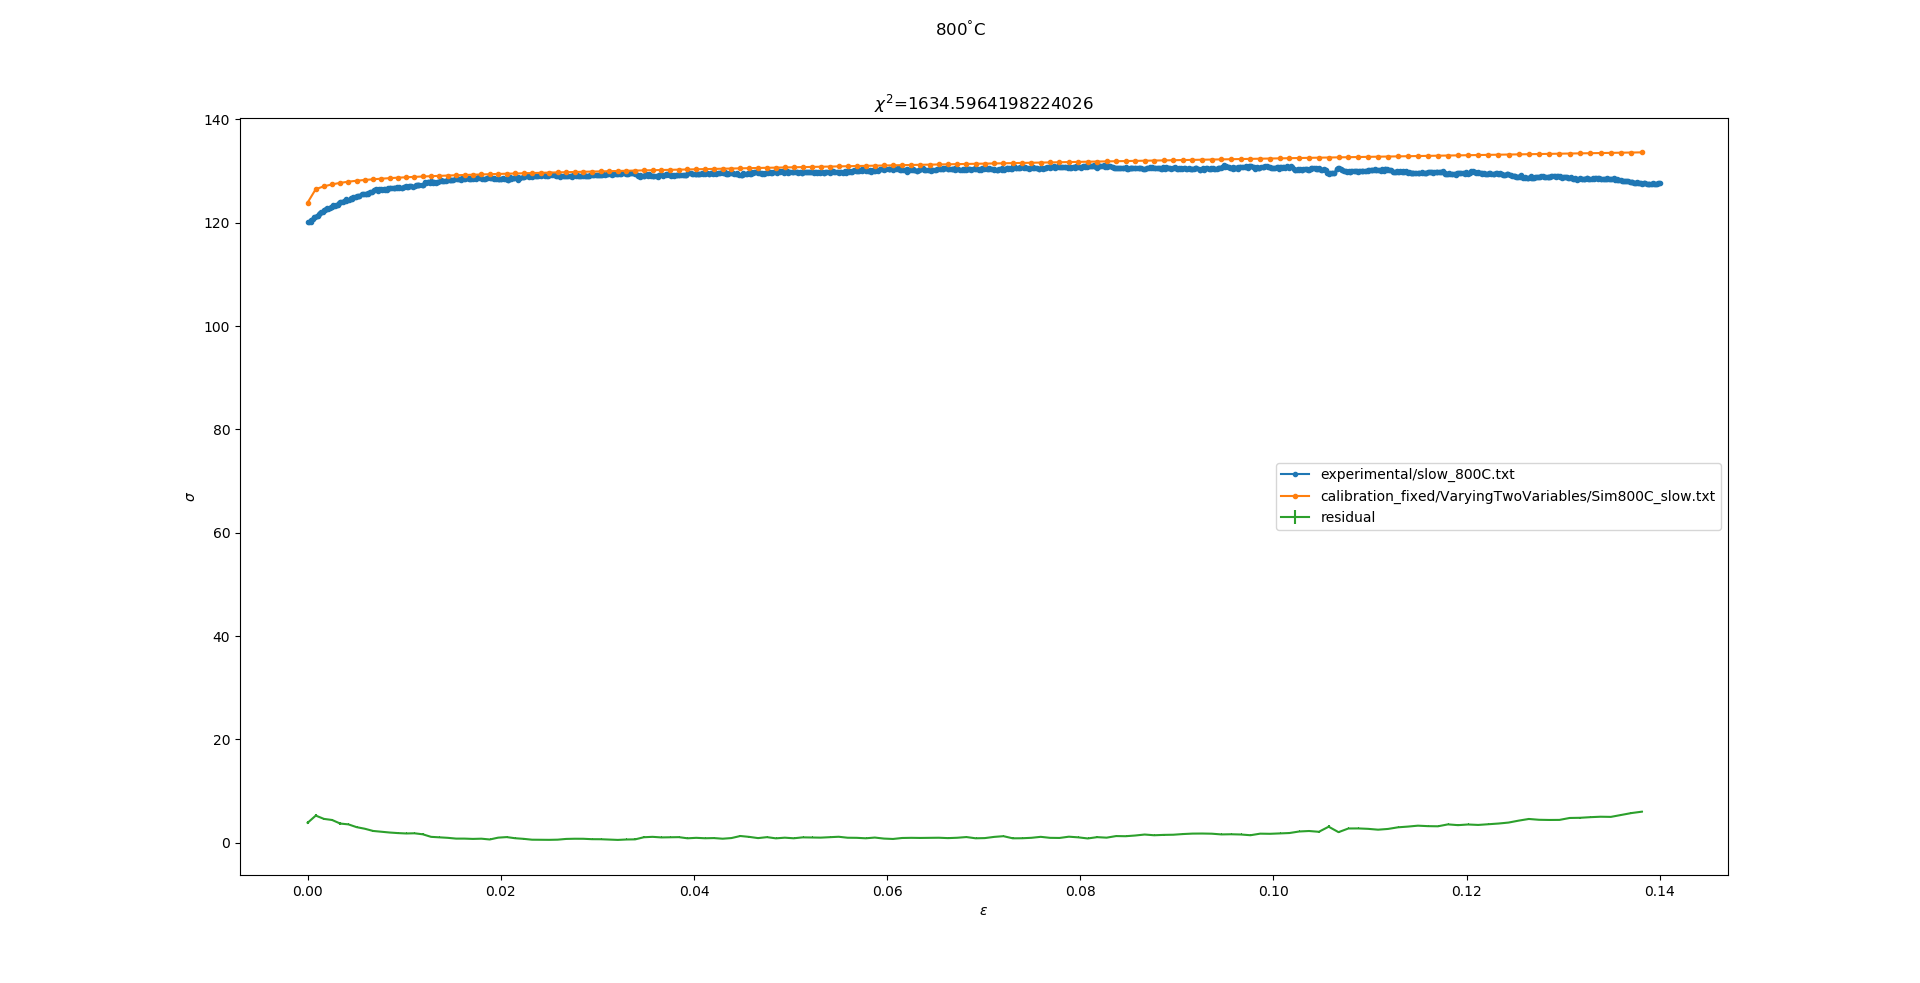 800°C
χ²=1634.5964198224026
140
120
100
80
60
40
20
0
σ
experimental/slow_800C.txt
calibration_fixed/VaryingTwoVariables/Sim800C_slow.txt
residual
0.00 0.02 0.04 0.06 0.08 0.10 0.12 0.14
ε